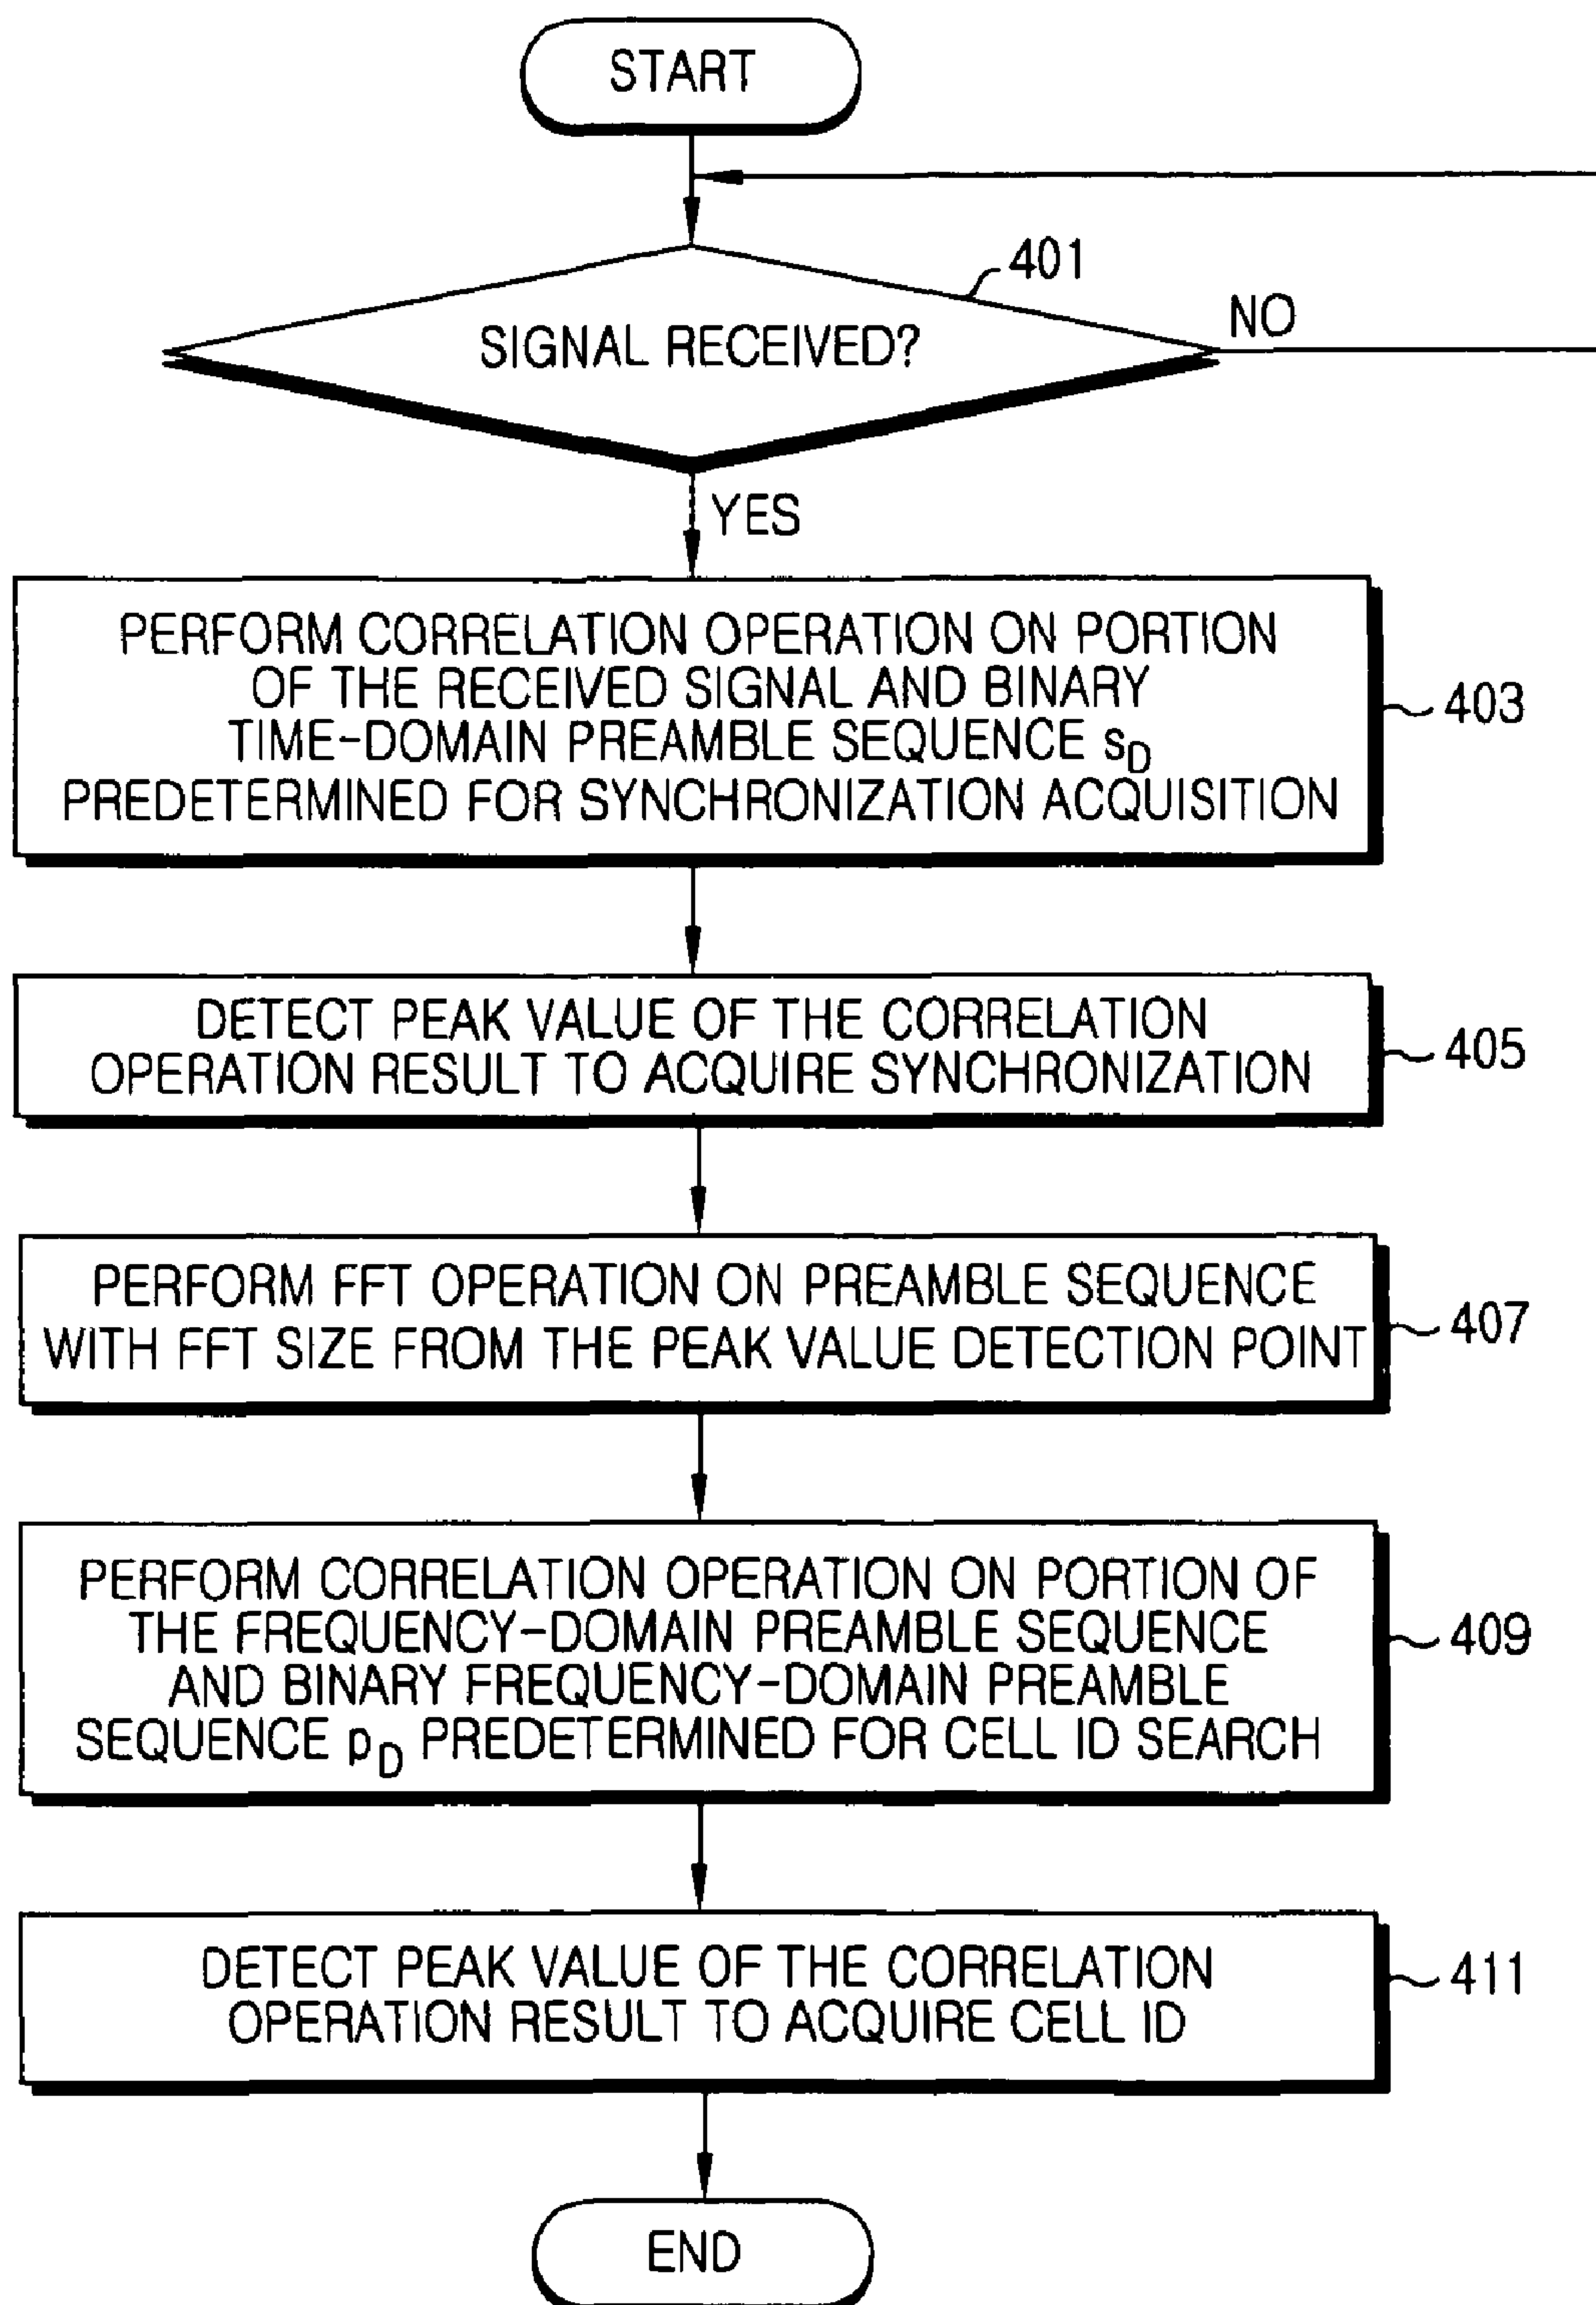 START
401
SIGNAL RECEIVED?
NO
YES
PERFORM CORRELATION OPERATION ON PORTION
OF THE RECEIVED SIGNAL AND BINARY
TIME-DOMAIN PREAMBLE SEQUENCE sD
PREDETERMINED FOR SYNCHRONIZATION ACQUISITION
403
DETECT PEAK VALUE OF THE CORRELATION
OPERATION RESULT TO ACQUIRE SYNCHRONIZATION
405
PERFORM FFT OPERATION ON PREAMBLE SEQUENCE
WITH FFT SIZE FROM THE PEAK VALUE DETECTION POINT
407
PERFORM CORRELATION OPERATION ON PORTION OF
THE FREQUENCY-DOMAIN PREAMBLE SEQUENCE
AND BINARY FREQUENCY-DOMAIN PREAMBLE
SEQUENCE pD PREDETERMINED FOR CELL ID SEARCH
409
DETECT PEAK VALUE OF THE CORRELATION
OPERATION RESULT TO ACQUIRE CELL ID
411
END